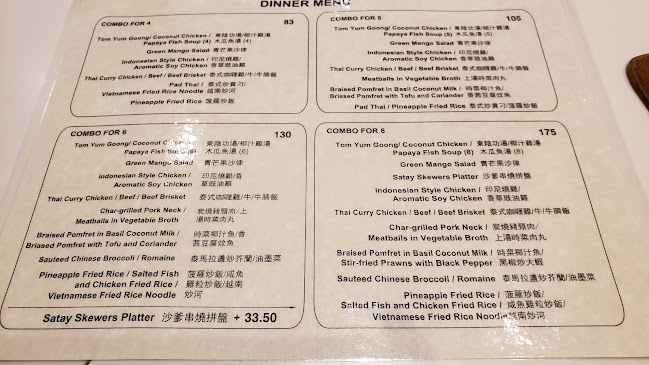 DINNER MENU
COMBO FOR 4 83
Tom Yum Goong/ Coconut Chicken / 東陰功湯/椰汁雞湯
Papaya Fish Soup (4) 木瓜魚湯 (4)
Green Mango Salad 青芒果沙律
Indonesian Style Chicken / 印尼燒雞/
Aromatic Soy Chicken 香草豉油雞
Thai Curry Chicken / Beef / Beef Brisket 泰式咖喱雞/牛/牛腩飯
Pad Thai / 泰式炒貴刁/
Vietnamese Fried Rice Noodle 越南炒河
Pineapple Fried Rice 菠蘿炒飯
COMBO FOR 5 105
Tom Yum Goong/ Coconut Chicken / 東陰功湯/椰汁雞湯
Papaya Fish Soup (5) 木瓜魚湯 (5)
Green Mango Salad 青芒果沙律
Indonesian Style Chicken / 印尼燒雞/
Aromatic Soy Chicken 香草豉油雞
Thai Curry Chicken / Beef / Beef Brisket 泰式咖喱雞/牛/牛腩飯
Meatballs in Vegetable Broth 上湯時菜肉丸
Braised Pomfret in Basil Coconut Milk / 時菜椰汁魚/
Briased Pomfret with Tofu and Coriander 香茜豆腐炆魚
Pad Thai / Pineapple Fried Rice 泰式炒貴刁/菠蘿炒飯
COMBO FOR 6 130
Tom Yum Goong/ Coconut Chicken / 東陰功湯/椰汁雞湯
Papaya Fish Soup (6) 木瓜魚湯 (6)
Green Mango Salad 青芒果沙律
Indonesian Style Chicken / 印尼燒雞/香
Aromatic Soy Chicken 草豉油雞
Thai Curry Chicken / Beef / Beef Brisket 泰式咖喱雞/牛/牛腩飯
Char-grilled Pork Neck / 炭燒豬頸肉/上
Meatballs in Vegetable Broth 湯時菜肉丸
Braised Pomfret in Basil Coconut Milk / 時菜椰汁魚/香
Briased Pomfret with Tofu and Coriander 茜豆腐炆魚
Sauteed Chinese Broccoli / Romaine 泰馬拉盞炒芥蘭/油墨菜
Pineapple Fried Rice / Salted Fish 菠蘿炒飯/咸魚
and Chicken Fried Rice / 雞粒炒飯/越南
Vietnamese Fried Rice Noodle 炒河
Satay Skewers Platter 沙爹串燒拼盤 + 33.50
COMBO FOR 8 175
Tom Yum Goong/ Coconut Chicken / 東陰功湯/椰汁雞湯
Papaya Fish Soup (8) 木瓜魚湯 (8)
Green Mango Salad 青芒果沙律
Satay Skewers Platter 沙爹串燒拼盤
Indonesian Style Chicken / 印尼燒雞/
Aromatic Soy Chicken 香草豉油雞
Thai Curry Chicken / Beef / Beef Brisket 泰式咖喱雞/牛/牛腩飯
Char-grilled Pork Neck / 炭燒豬頸肉/
Meatballs in Vegetable Broth 上湯時菜肉丸
Braised Pomfret in Basil Coconut Milk / 時菜椰汁魚/
Stir-fried Prawns with Black Pepper 黑椒炒大蝦
Sauteed Chinese Broccoli / Romaine 泰馬拉盞炒芥蘭/油墨菜
Pineapple Fried Rice / 菠蘿炒飯/
Salted Fish and Chicken Fried Rice / 咸魚雞粒炒飯/
Vietnamese Fried Rice Noodle 越南炒河